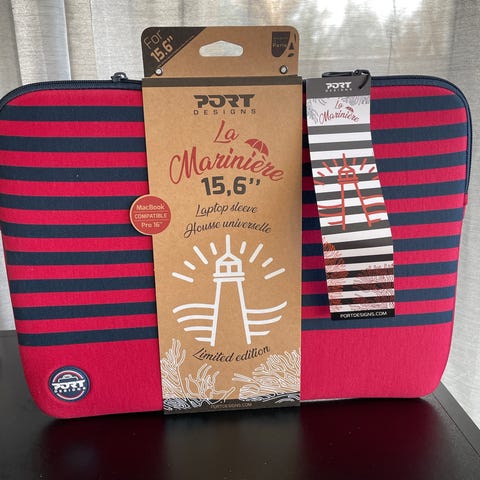 For
15.6"
PORT
DESIGNS
La
Marinière
15,6''
Laptop sleeve
Housse universelle
MacBook
COMPATIBLE
Pro 16"
Limited edition
PORTDESIGNS.COM
PORT
DESIGNS
La
Marinière
PORTDESIGNS.COM
PORT
DESIGNS